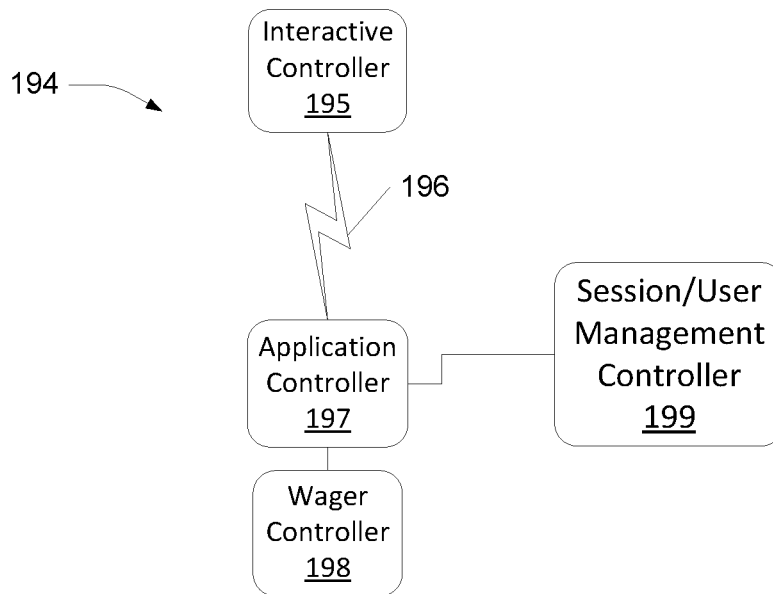 Interactive
Controller
195
194
196
Application
Controller
197
Session/User
Management
Controller
199
Wager
Controller
198